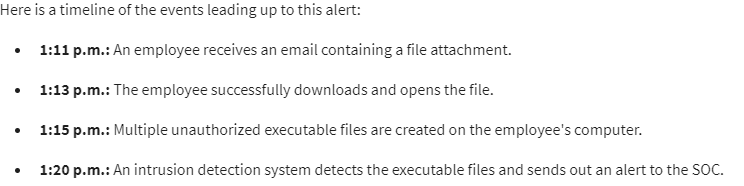 Here is a timeline of the events leading up to this alert:
• 1:11 p.m.: An employee receives an email containing a file attachment.
• 1:13 p.m.: The employee successfully downloads and opens the file.
• 1:15 p.m.: Multiple unauthorized executable files are created on the employee's computer.
• 1:20 p.m.: An intrusion detection system detects the executable files and sends out an alert to the SOC.